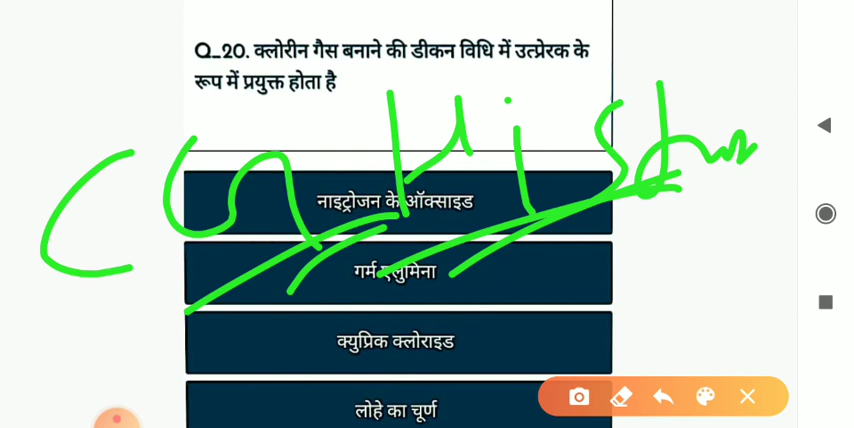 Q_20. क्लोरीन गैस बनाने की डीकन विधि में उत्प्रेरक के
रूप में प्रयुक्त होता है
नाइट्रोजन के ऑक्साइड
गर्म एलुमिना
क्युप्रिक क्लोराइड
लोहे का चूर्ण